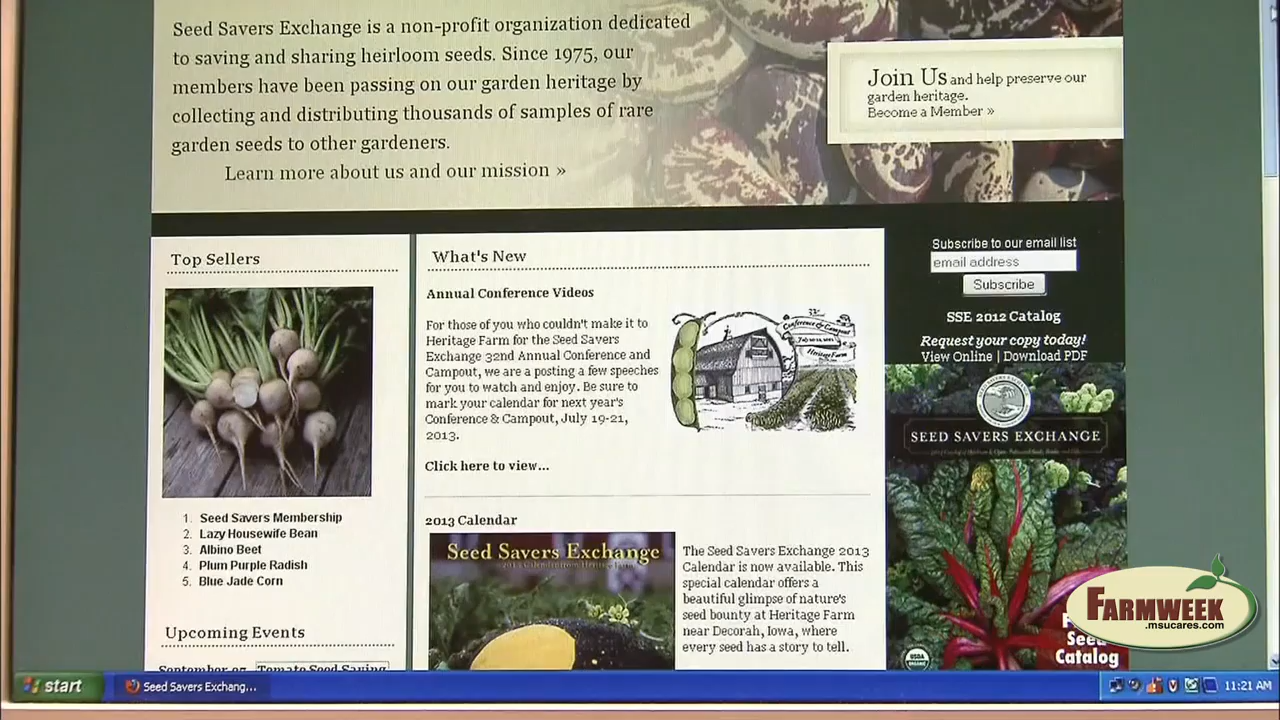 Seed Savers Exchange is a non-profit organization dedicated
to saving and sharing heirloom seeds. Since 1975, our
members have been passing on our garden heritage by
collecting and distributing thousands of samples of rare
garden seeds to other gardeners.
Learn more about us and our mission »
Join Us and help preserve our
garden heritage.
Become a Member »
Top Sellers
1. Seed Savers Membership
2. Lazy Housewife Bean
3. Albino Beet
4. Plum Purple Radish
5. Blue Jade Corn
Upcoming Events
Tomato Seed Saving
What's New
Annual Conference Videos
For those of you who couldn't make it to
Heritage Farm for the Seed Savers
Exchange 32nd Annual Conference and
Campout, we are a posting a few speeches
for you to watch and enjoy. Be sure to
mark your calendar for next year's
Conference & Campout, July 19-21,
2013.
Click here to view...
Conference & Campout
Heritage Farm
2013 Calendar
Seed Savers Exchange
The Seed Savers Exchange 2013
Calendar is now available. This
special calendar offers a
beautiful glimpse of nature's
seed bounty at Heritage Farm
near Decorah, Iowa, where
every seed has a story to tell.
Subscribe to our email list
email address
Subscribe
SSE 2012 Catalog
Request your copy today!
View Online | Download PDF
SEED SAVERS EXCHANGE
Seed
Catalog
USDA
ORGANIC
FARMWEEK
.msucares.com
start
Seed Savers Exchang...
11:21 AM